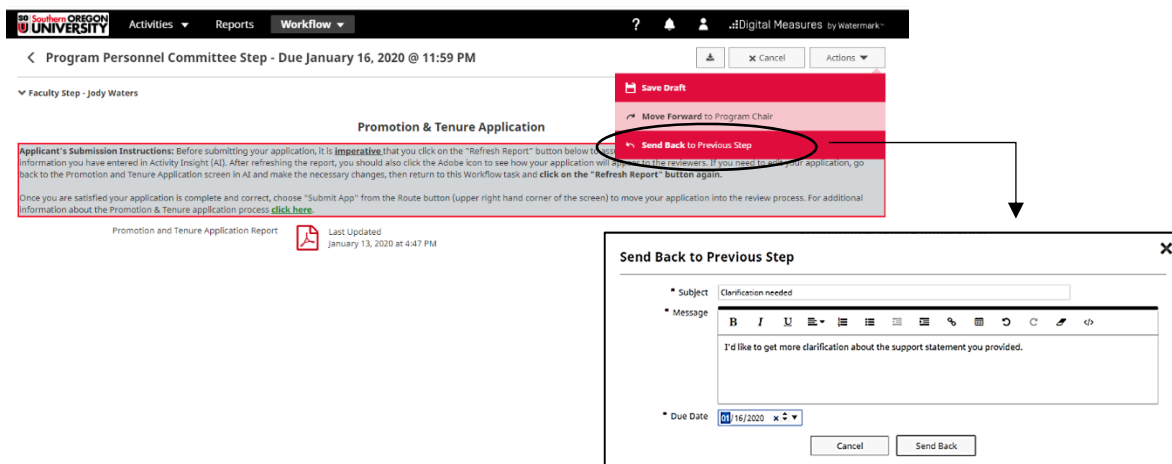 SO Southern OREGON
U UNIVERSITY
Activities Reports Workflow ? .:Digital Measures by Watermark™
Program Personnel Committee Step - Due January 16, 2020 @ 11:59 PM
Cancel Actions
Faculty Step - Jody Waters
Save Draft
Move Forward to Program Chair
Send Back to Previous Step
Promotion & Tenure Application
Applicant's Submission Instructions: Before submitting your application, it is imperative that you click on the "Refresh Report" button below to
information you have entered in Activity Insight (AI). After refreshing the report, you should also click the Adobe icon to see how your application will appear to the reviewers. If you need to edit your application, go
back to the Promotion and Tenure Application screen in AI and make the necessary changes, then return to this Workflow task and click on the "Refresh Report" button again.
Once you are satisfied your application is complete and correct, choose "Submit App" from the Route button (upper right hand corner of the screen) to move your application into the review process. For additional
information about the Promotion & Tenure application process click here.
Promotion and Tenure Application Report
Last Updated
January 13, 2020 at 4:47 PM
Send Back to Previous Step
* Subject Clarification needed
* Message
B I U
I'd like to get more clarification about the support statement you provided.
* Due Date 01/16/2020
Cancel Send Back